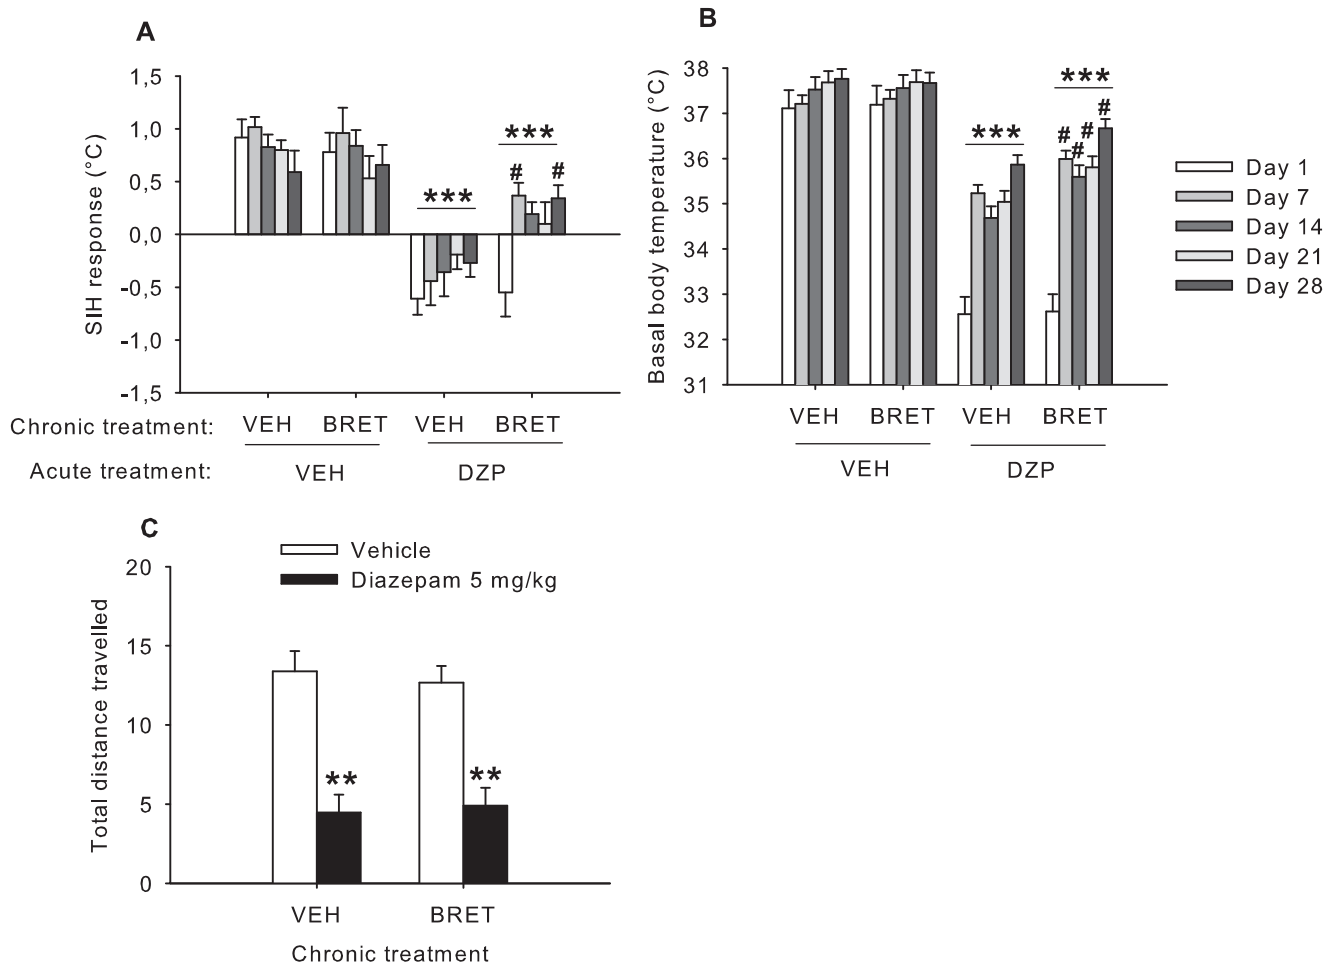 A
1,5
1,0
0,5
0,0
-0,5
-1,0
-1,5
SIH response (°C)
***
***
#
#
Chronic treatment:
VEH
BRET
VEH
BRET
Acute treatment:
VEH
DZP
B
38
37
36
35
34
33
32
31
Basal body temperature (°C)
***
***
#
#
#
#
VEH
BRET
VEH
BRET
VEH
DZP
Day 1
Day 7
Day 14
Day 21
Day 28
C
Vehicle
Diazepam 5 mg/kg
20
15
10
5
0
Total distance travelled
**
**
VEH
BRET
Chronic treatment